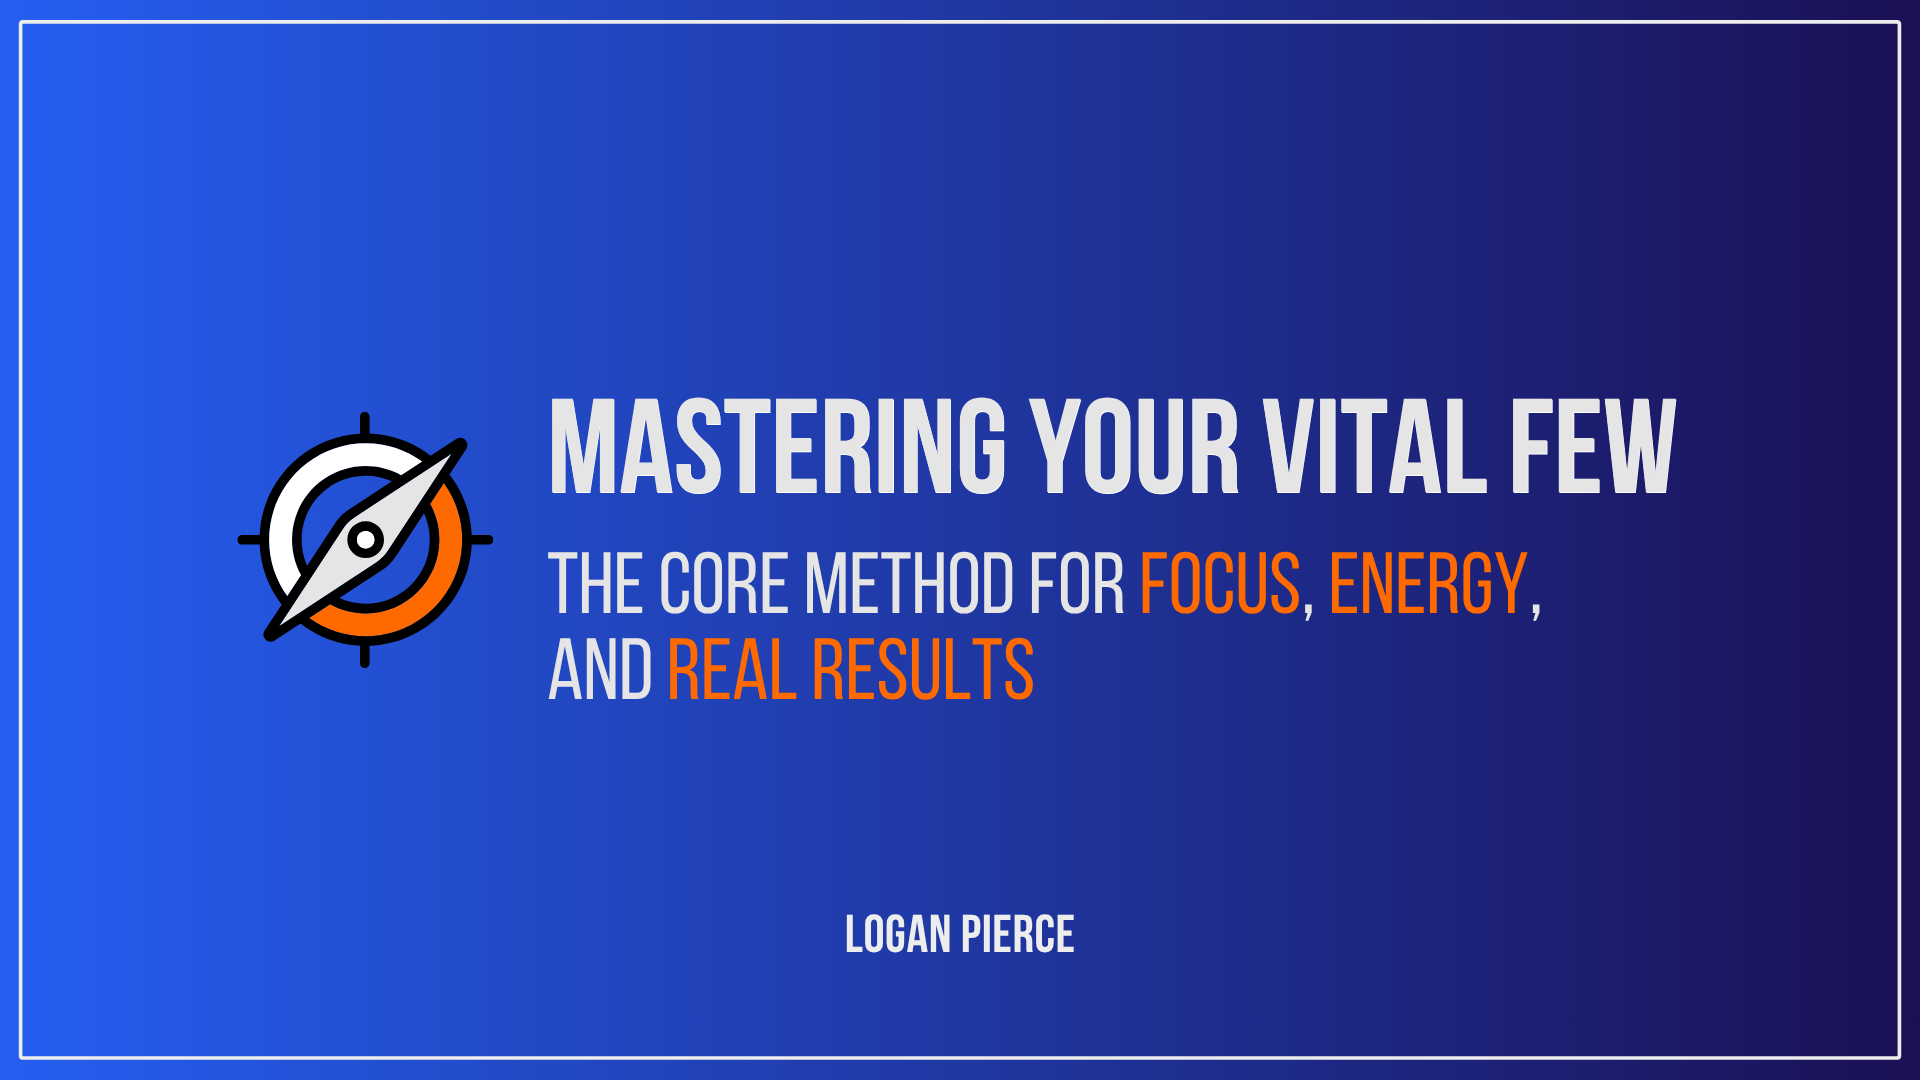 MASTERING YOUR VITAL FEW
THE CORE METHOD FOR FOCUS, ENERGY,
AND REAL RESULTS
LOGAN PIERCE